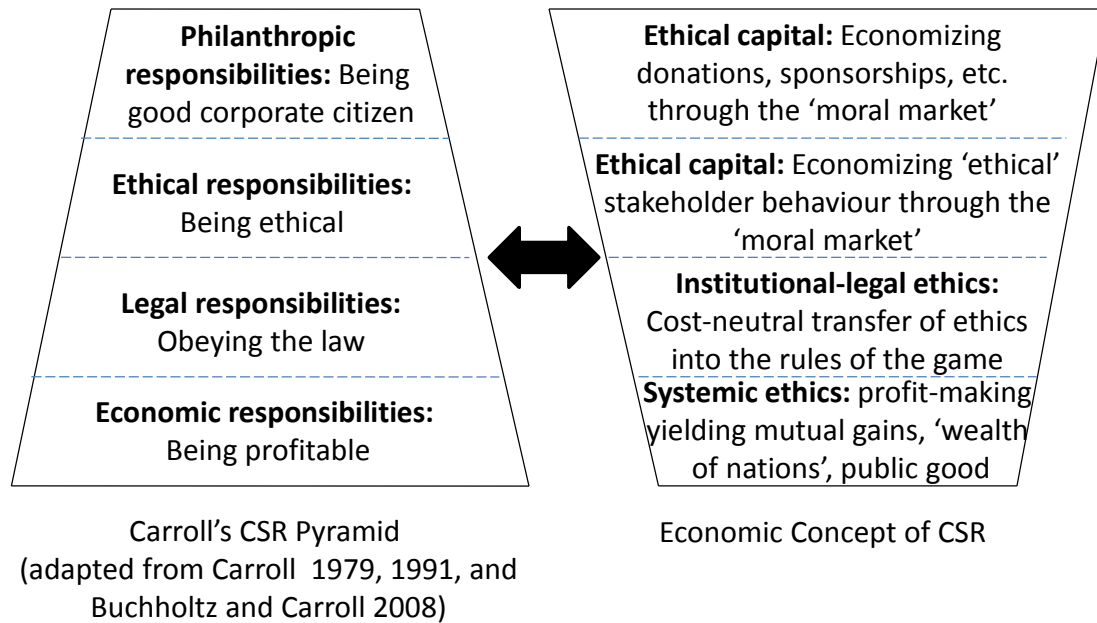 Philanthropic
responsibilities: Being
good corporate citizen
Ethical responsibilities:
Being ethical
Legal responsibilities:
Obeying the law
Economic responsibilities:
Being profitable
Carroll’s CSR Pyramid
(adapted from Carroll  1979, 1991, and
Buchholtz and Carroll 2008)
Ethical capital: Economizing
donations, sponsorships, etc.
through the ‘moral market’
Ethical capital: Economizing ‘ethical’
stakeholder behaviour through the
‘moral market’
Institutional-legal ethics:
Cost-neutral transfer of ethics
into the rules of the game
Systemic ethics: profit-making
yielding mutual gains, ‘wealth
of nations’, public good
Economic Concept of CSR